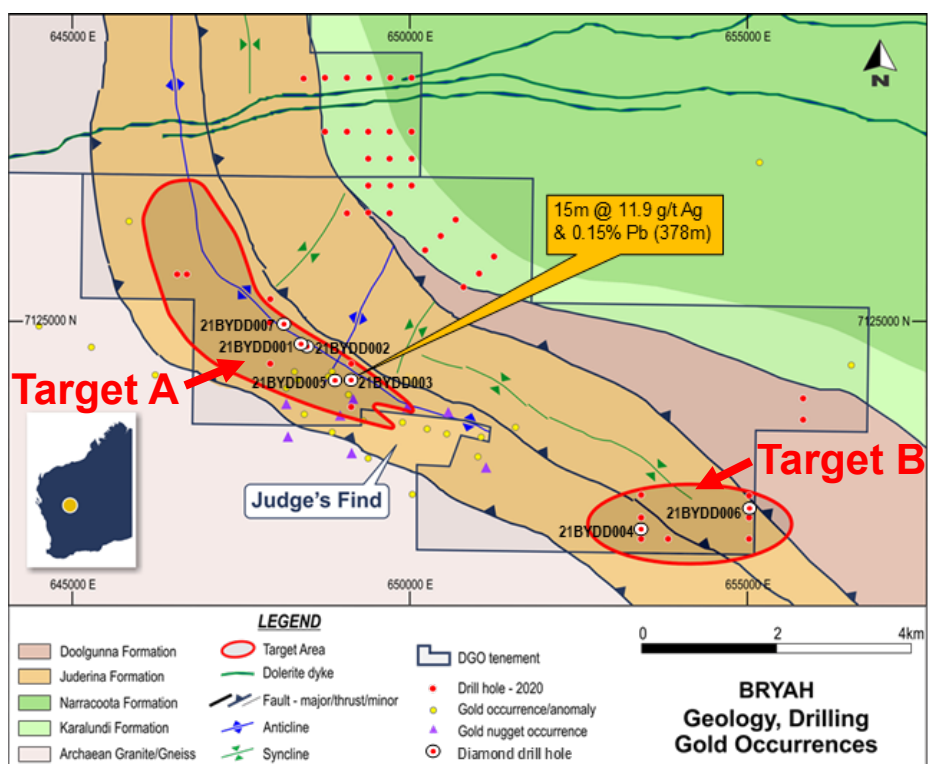 645000 E
650000 E
655000 E
N
15m @ 11.9 g/t Ag
& 0.15% Pb (378m)
7125000 N
7125000 N
21BYDD007
21BYDD001
21BYDD002
21BYDD005
21BYDD003
Target A
Target B
Judge's Find
21BYDD006
21BYDD004
645000 E
650000 E
655000 E
LEGEND
Doolgunna Formation
Juderina Formation
Narracoota Formation
Karalundi Formation
Archaean Granite/Gneiss
Target Area
Dolerite dyke
Fault - major/thrust/minor
Anticline
Syncline
DGO tenement
Drill hole - 2020
Gold occurrence/anomaly
Gold nugget occurrence
Diamond drill hole
0 2 4km
BRYAH
Geology, Drilling
Gold Occurrences